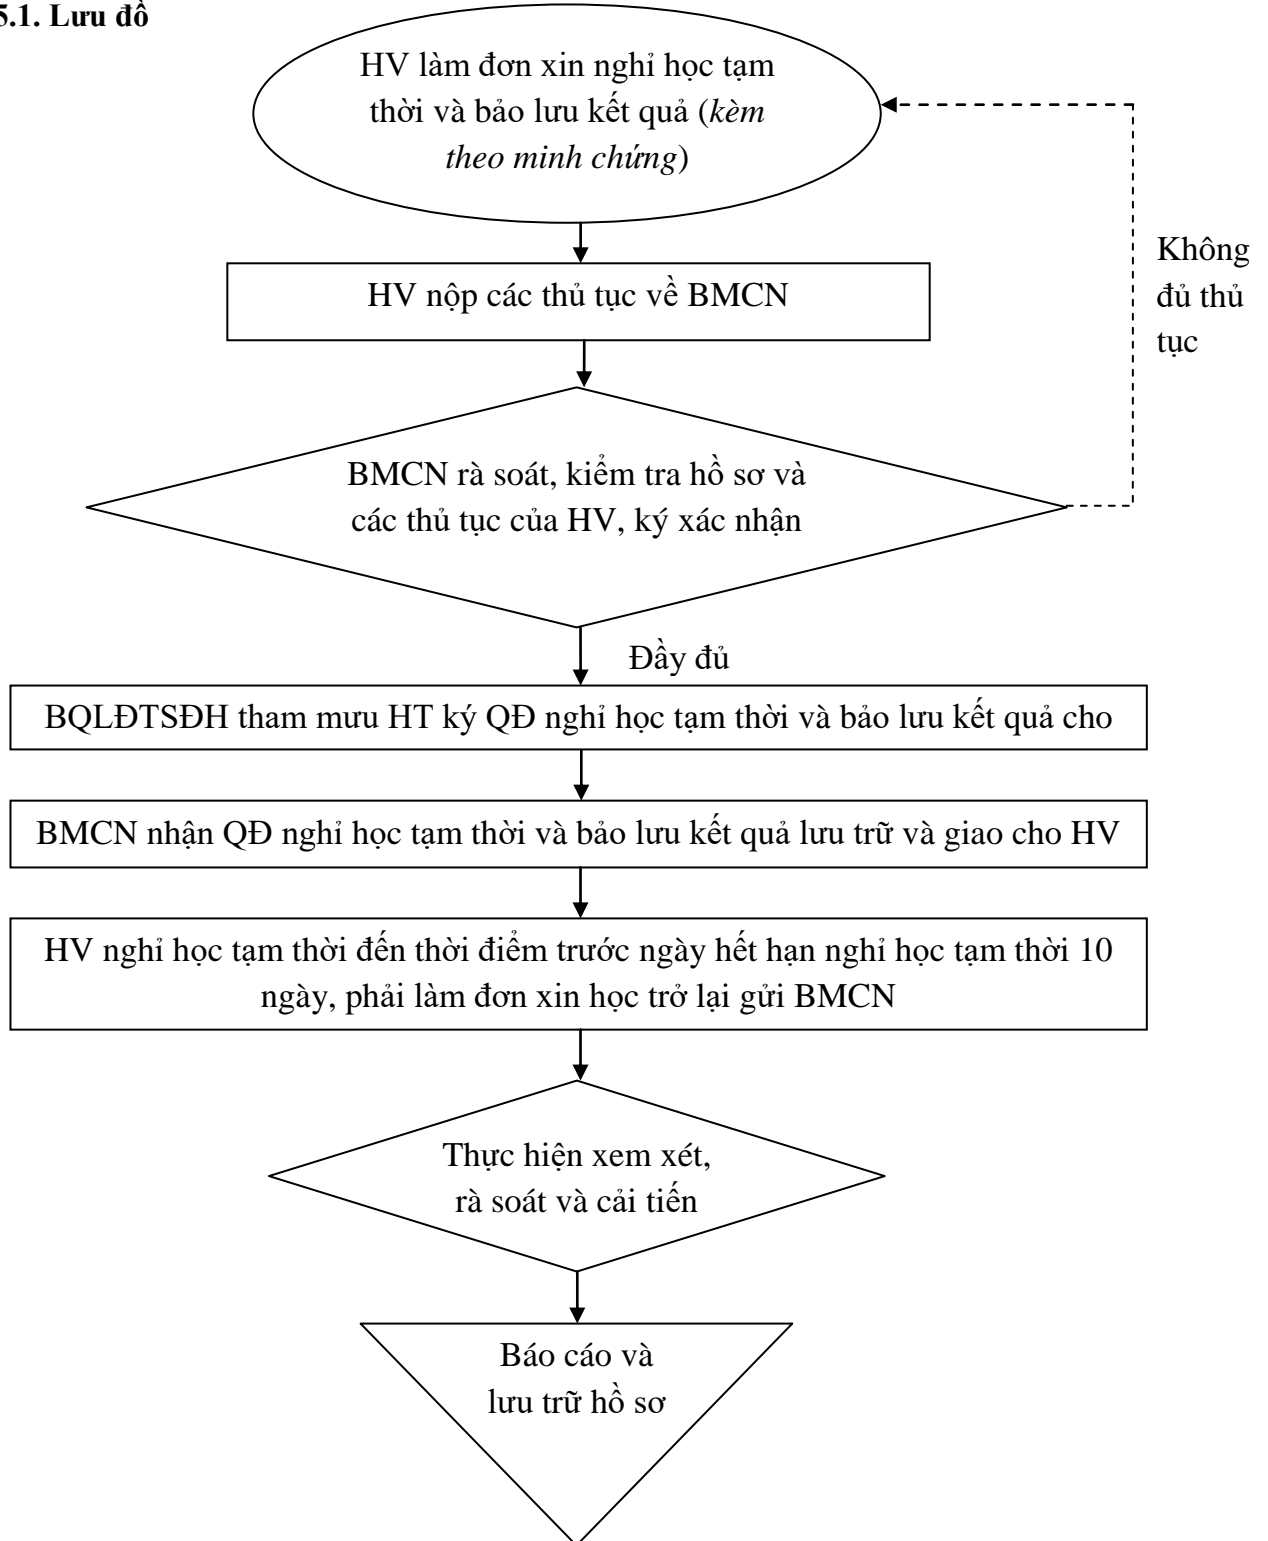 5.1. Lưu đồ
HV làm đơn xin nghỉ học tạm
thời và bảo lưu kết quả (kèm
theo minh chứng)
Không
đủ thủ
tục
HV nộp các thủ tục về BMCN
BMCN rà soát, kiểm tra hồ sơ và
các thủ tục của HV, ký xác nhận
Đầy đủ
BQLĐTSĐH tham mưu HT ký QĐ nghỉ học tạm thời và bảo lưu kết quả cho
BMCN nhận QĐ nghỉ học tạm thời và bảo lưu kết quả lưu trữ và giao cho HV
HV nghỉ học tạm thời đến thời điểm trước ngày hết hạn nghỉ học tạm thời 10
ngày, phải làm đơn xin học trở lại gửi BMCN
Thực hiện xem xét,
rà soát và cải tiến
Báo cáo và
lưu trữ hồ sơ